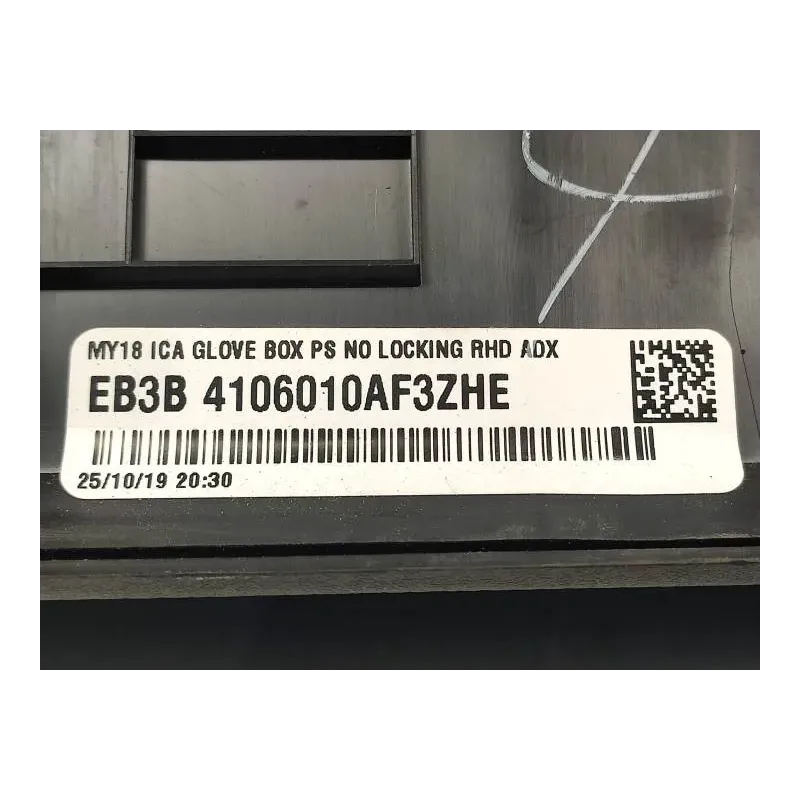 MY18 ICA GLOVE BOX PS NO LOCKING RHD ADX
EB3B 4106010AF3ZHE
25/10/19 20:30